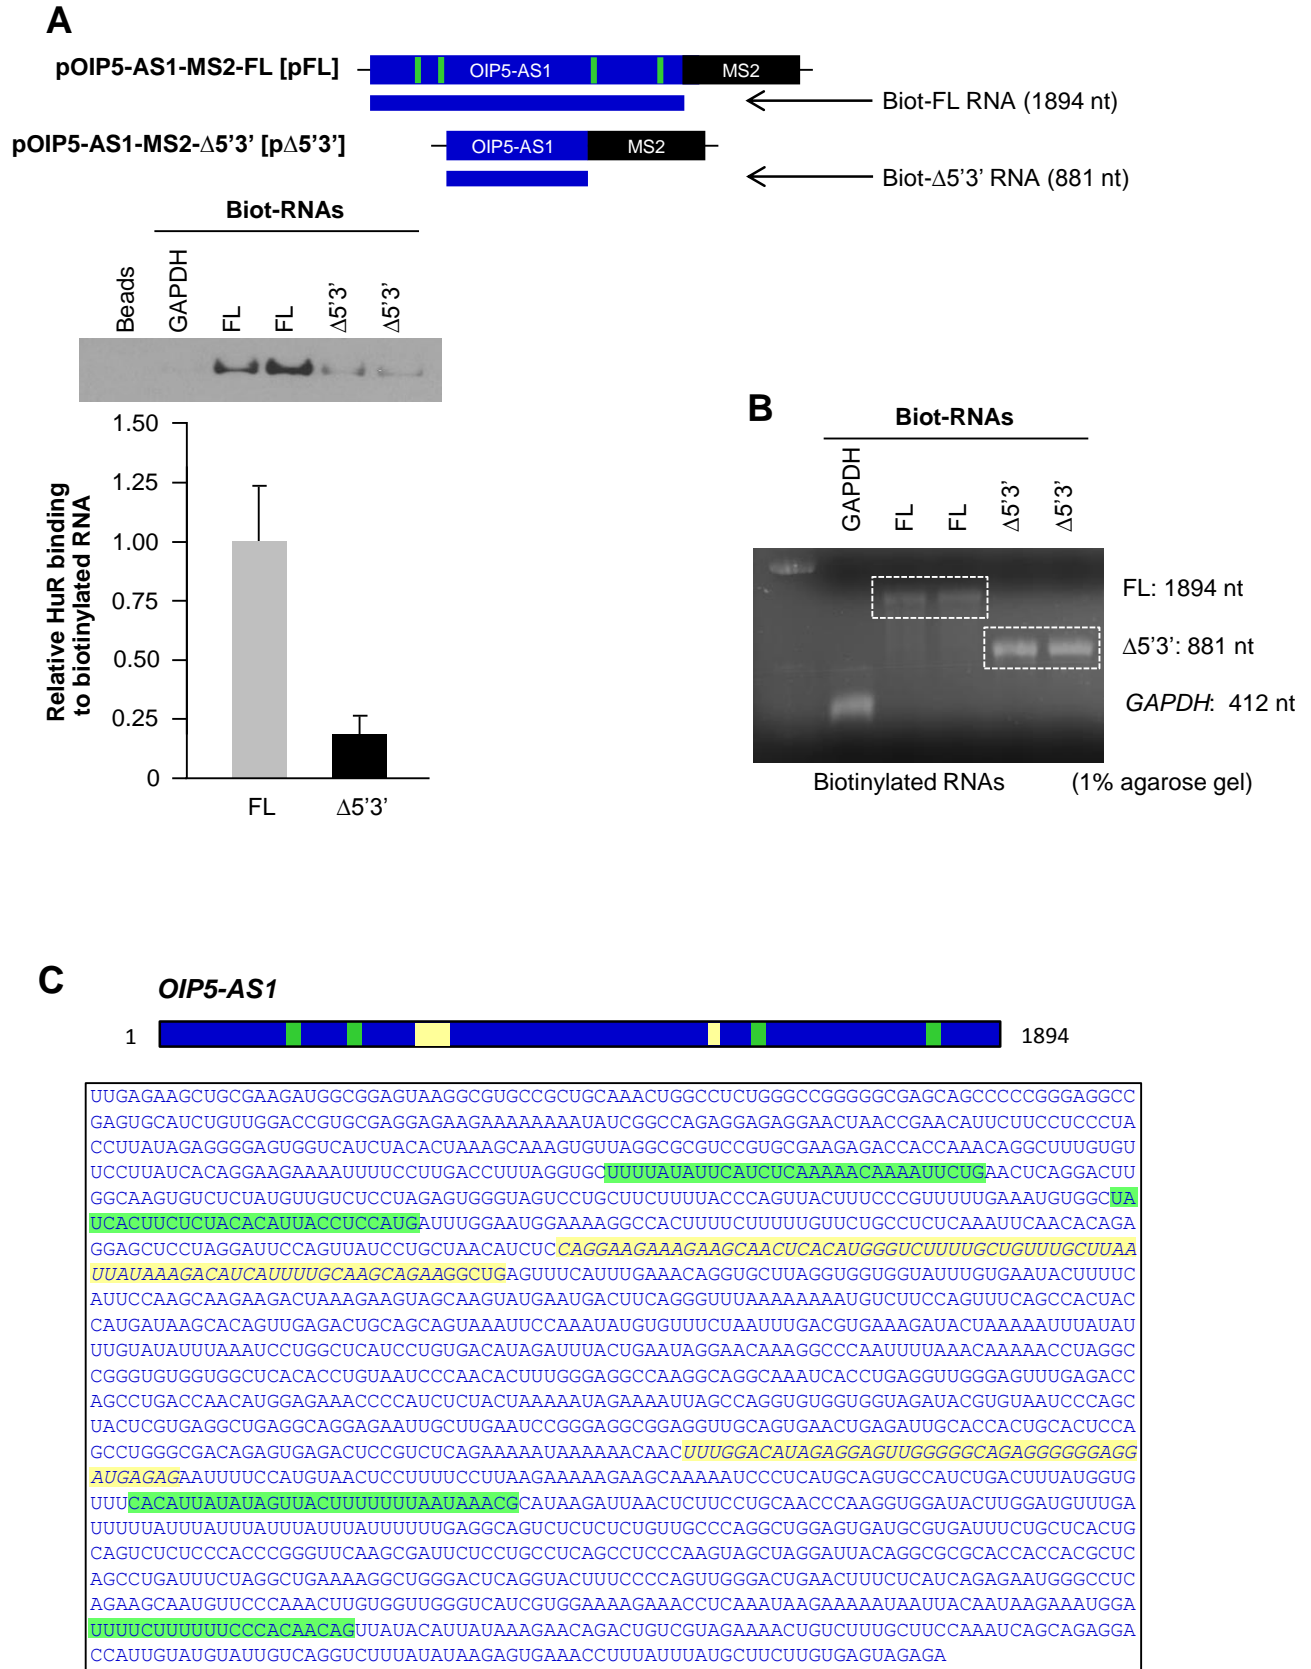 A
pOIP5-AS1-MS2-FL [pFL]
OIP5-AS1
MS2
Biot-FL RNA (1894 nt)
pOIP5-AS1-MS2-Δ5’3’ [pΔ5’3’]
OIP5-AS1
MS2
Biot-Δ5’3’ RNA (881 nt)
Biot-RNAs
Beads
GAPDH
FL
FL
Δ5’3’
Δ5’3’
Relative HuR binding
to biotinylated RNA
1.50
1.25
1.00
0.75
0.50
0.25
0
FL
Δ5’3’
B
Biot-RNAs
GAPDH
FL
FL
Δ5’3’
Δ5’3’
FL: 1894 nt
Δ5’3’: 881 nt
GAPDH: 412 nt
Biotinylated RNAs
(1% agarose gel)
C
OIP5-AS1
1
1894
UUGAGAAGCUGCGAAGAUGGCGGAGUAAGGCGUGCCGCUGCAAACUGGCCUCUGGGCCGGGGGCGAGCAGCCCCCGGGAGGCC
GAGUGCAUCUGUUGGACCGUGCGAGGAGAAGAAAAAAAAUAUCGGCCAGAGGAGAGGAACUAACCGAACAUUCUUCCUCCCUA
CCUUAUAGAGGGGAGUGGUCAUCUACACUAAAGCAAAGUGUUAGGCGCGUCCGUGCGAAGAGACCACCAAACAGGCUUUGUGU
UCCUUAUCACAGGAAGAAAAUUUUCCUUGACCUUUAGGUGCUUUUAUAUUCAUCUCAAAAACAAAAUUCUGAACUCAGGACUU
GGCAAGUGUCUCUAUGUUGUCUCCUAGAGUGGGUAGUCCUGCUUCUUUUACCCAGUUACUUUCCCGUUUUUGAAAUGUGGCUA
UCACUUCUCUACACAUUACCUCCAUGAUUUGGAAUGGAAAAGGCCACUUUUCUUUUUGUUCUGCCUCUCAAAUUCAACACAGA
GGAGCUCCUAGGAUUCCAGUUAUCCUGCUAACAUCUCCAGGAAGAAAGAAGCAACUCACAUGGGUCUUUUGCUGUUUGCUUAA
UUAUAAAGACAUCAUUUUGCAAGCAGAAGGCUGAGUUUCAUUUGAAACAGGUGCUUAGGUGGUGGUAUUUGUGAAUACUUUUC
AUUCCAAGCAAGAAGACUAAAGAAGUAGCAAGUAUGAAUGACUUCAGGGUUUAAAAAAAAUGUCUUCCAGUUUCAGCCACUAC
CAUGAUAAGCACAGUUGAGACUGCAGCAGUAAAUUCCAAAUAUGUGUUUCUAAUUUGACGUGAAAGAUACUAAAAAUUUAUAU
UUGUAUAUUUAAAUCCUGGCUCAUCCUGUGACAUAGAUUUACUGAAUAGGAACAAAGGCCCAAUUUUAAACAAAAACCUAGGC
CGGGUGUGGUGGCUCACACCUGUAAUCCCAACACUUUGGGAGGCCAAGGCAGGCAAAUCACCUGAGGUUGGGAGUUUGAGACC
AGCCUGACCAACAUGGAGAAACCCCAUCUCUACUAAAAAUAGAAAAUUAGCCAGGUGUGGUGGUAGAUACGUGUAAUCCCAGC
UACUCGUGAGGCUGAGGCAGGAGAAUUGCUUGAAUCCGGGAGGCGGAGGUUGCAGUGAACUGAGAUUGCACCACUGCACUCCA
GCCUGGGCGACAGAGUGAGACUCCGUCUCAGAAAAAUAAAAAACAACUUUGGACAUAGAGGAGUUGGGGGCAGAGGGGGGAGG
AUGAGAGAAUUUUCCAUGUAACUCCUUUUCCUUAAGAAAAAGAAGCAAAAAUCCCUCAUGCAGUGCCAUCUGACUUUAUGGUG
UUUCACAUUAUAUAGUUACUUUUUUUAAUAAACGCAUAAGAUUAACUCUUCCUGCAACCCAAGGUGGAUACUUGGAUGUUUGA
UUUUUAUUUAUUUAUUUAUUUAUUUUUUGAGGCAGUCUCUCUCUGUUGCCCAGGCUGGAGUGAUGCGUGAUUUCUGCUCACUG
CAGUCUCUCCCACCCGGGUUCAAGCGAUUCUCCUGCCUCAGCCUCCCAAGUAGCUAGGAUUACAGGCGCGCACCACCACGCUC
AGCCUGAUUUCUAGGCUGAAAAGGCUGGGACUCAGGUACUUUCCCCAGUUGGGACUGAACUUUCUCAUCAGAGAAUGGGCCUC
AGAAGCAAUGUUCCCAAACUUGUGGUUGGGUCAUCGUGGAAAAGAAACCUCAAAUAAGAAAAAUAAUUACAAUAAGAAAUGGA
UUUUCUUUUUUCCCACAACAGUUAUACAUUAUAAAGAACAGACUGUCGUAGAAAACUGUCUUUGCUUCCAAAUCAGCAGAGGA
CCAUUGUAUGUAUUGUCAGGUCUUUAUAUAAGAGUGAAACCUUUAUUUAUGCUUCUUGUGAGUAGAGA